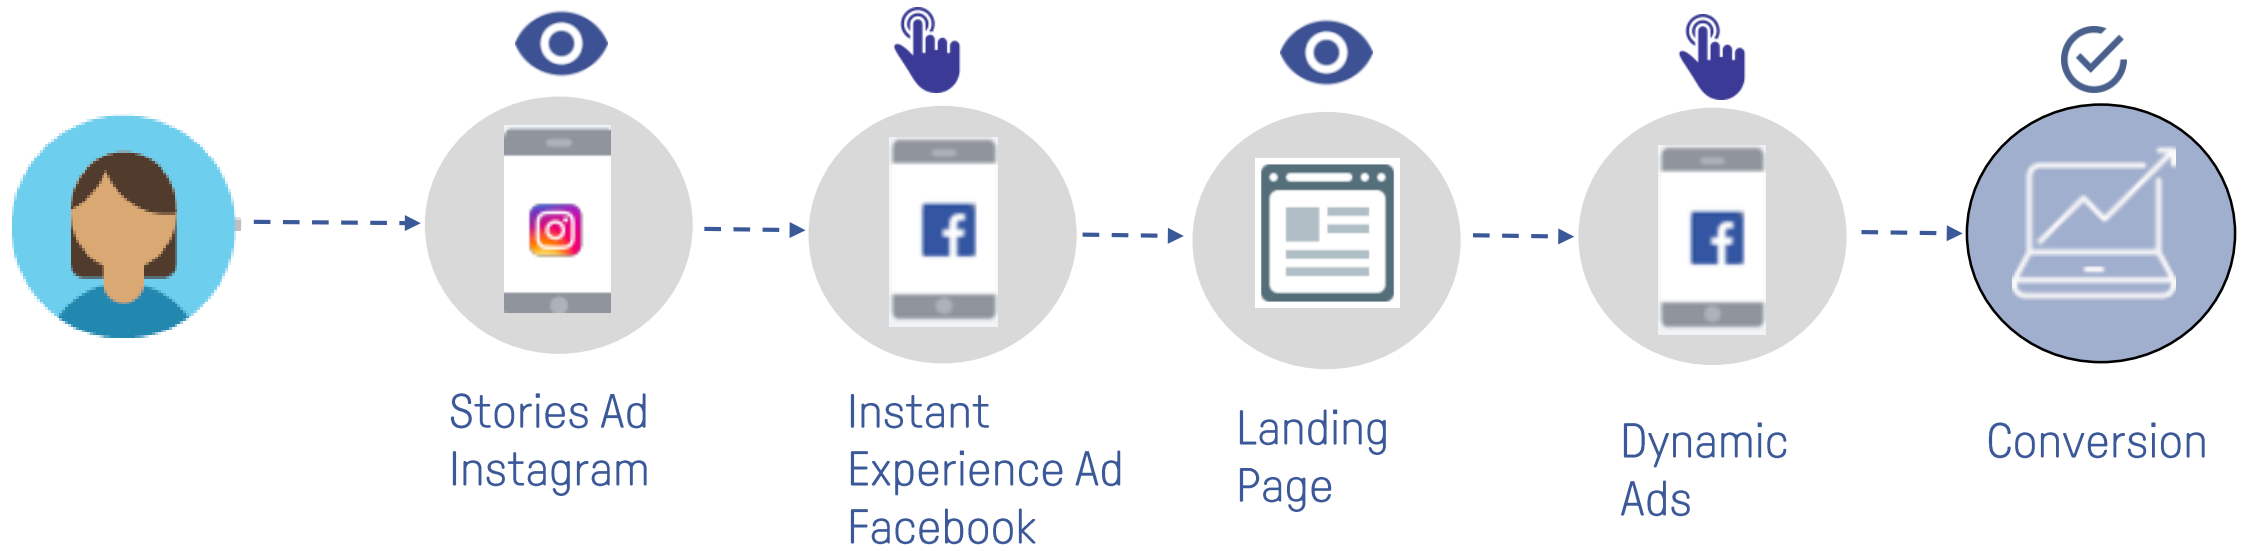 Stories Ad
Instagram
Instant
Experience Ad
Facebook
Landing
Page
Dynamic
Ads
Conversion